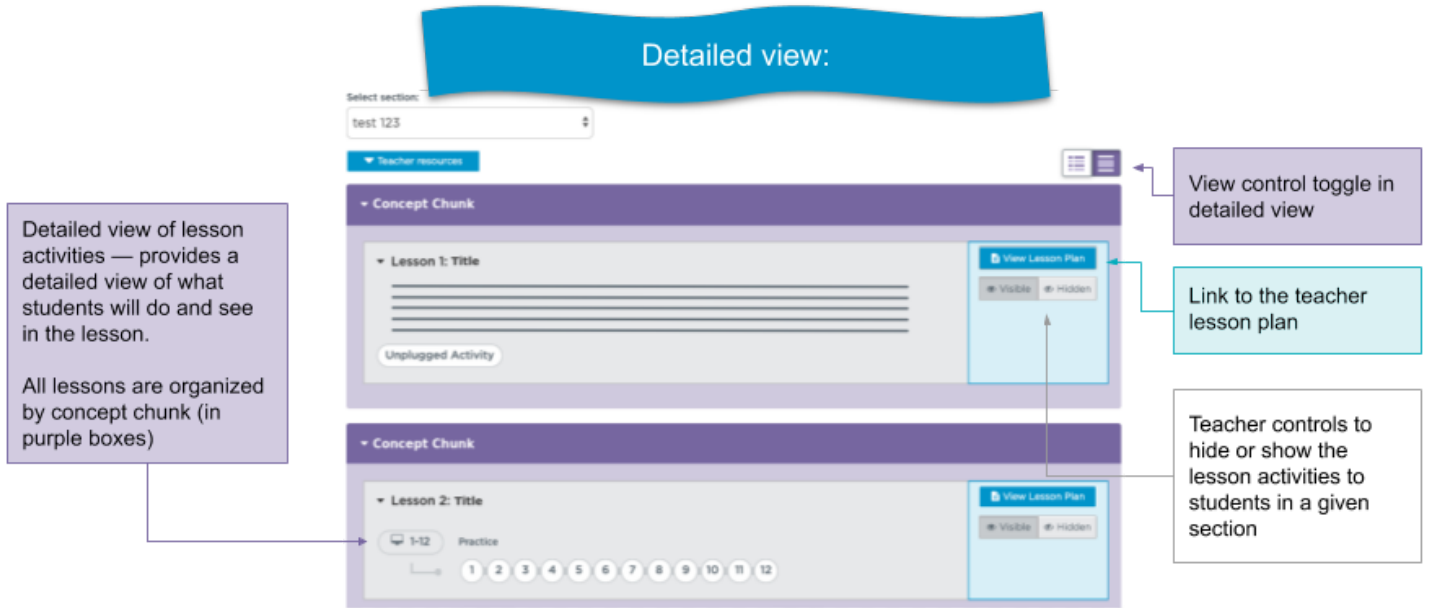 Detailed view:
Select section:
test 123
Teacher resources
View control toggle in
detailed view
Concept Chunk
Detailed view of lesson
activities — provides a
detailed view of what
students will do and see
in the lesson.
All lessons are organized
by concept chunk (in
purple boxes)
Lesson 1: Title
View Lesson Plan
Visible Hidden
Unplugged Activity
Link to the teacher
lesson plan
Teacher controls to
hide or show the
lesson activities to
students in a given
section
Concept Chunk
Lesson 2: Title
View Lesson Plan
Visible Hidden
1-12 Practice
1 2 3 4 5 6 7 8 9 10 11 12